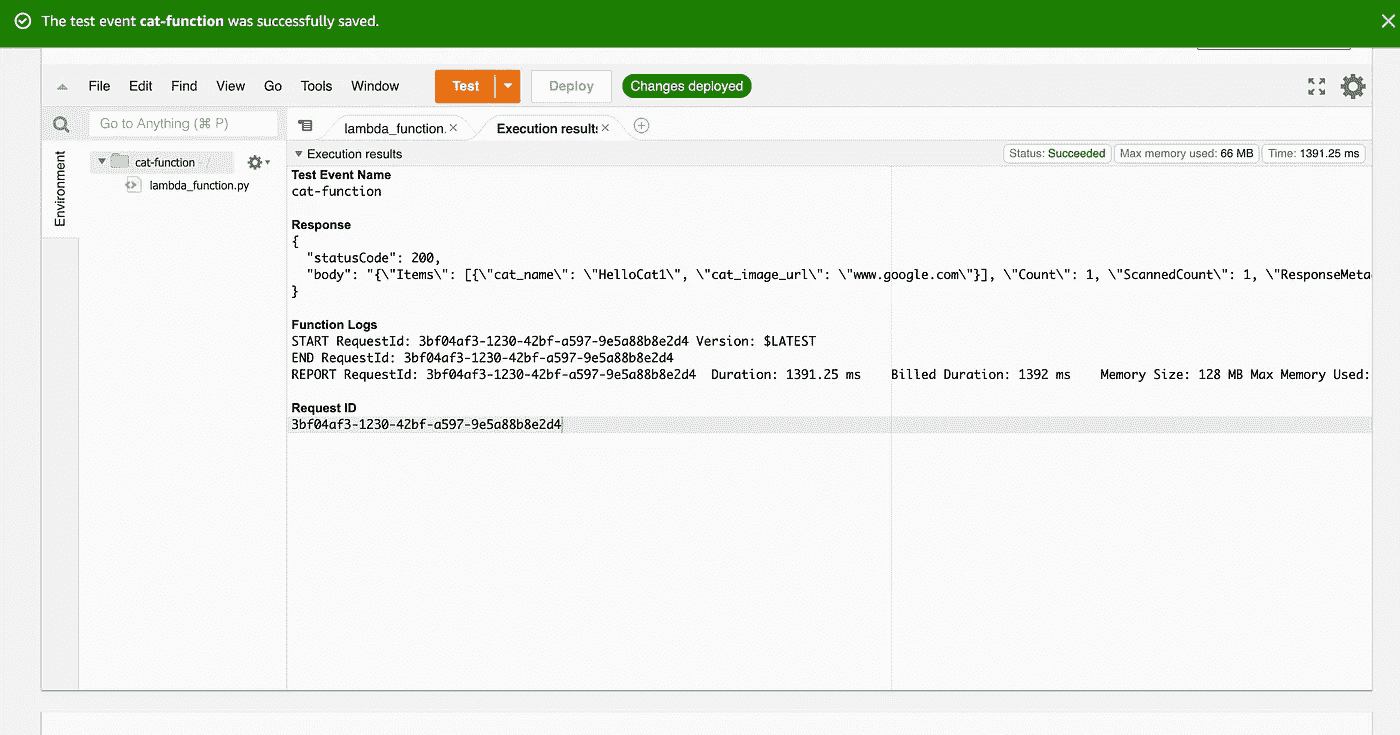 The test event cat-function was successfully saved.
File Edit Find View Go Tools Window Test Deploy Changes deployed
Go to Anything (⌘ P)
lambda_function. Execution results
Environment
cat-function - /
lambda_function.py
Execution results
Status: Succeeded Max memory used: 66 MB Time: 1391.25 ms
Test Event Name
cat-function
Response
{
"statusCode": 200,
"body": "{\"Items\": [{\"cat_name\": \"HelloCat1\", \"cat_image_url\": \"www.google.com\"}], \"Count\": 1, \"ScannedCount\": 1, \"ResponseMeta
}
Function Logs
START RequestId: 3bf04af3-1230-42bf-a597-9e5a88b8e2d4 Version: $LATEST
END RequestId: 3bf04af3-1230-42bf-a597-9e5a88b8e2d4
REPORT RequestId: 3bf04af3-1230-42bf-a597-9e5a88b8e2d4 Duration: 1391.25 ms Billed Duration: 1392 ms Memory Size: 128 MB Max Memory Used:
Request ID
3bf04af3-1230-42bf-a597-9e5a88b8e2d4